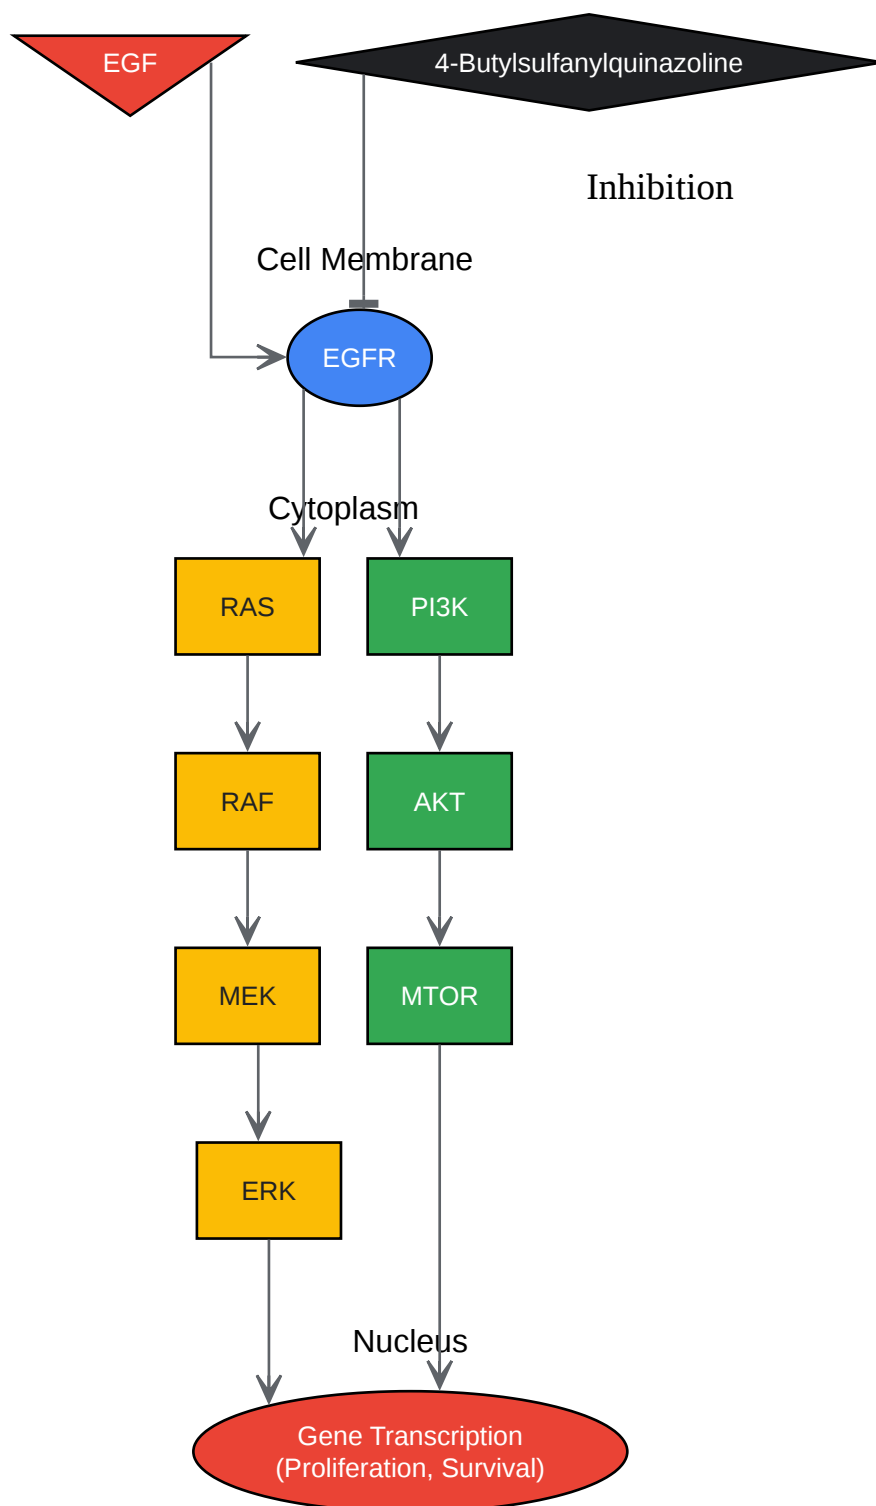 EGF
4-Butylsulfanylquinazoline
Inhibition
Cell Membrane
EGFR
Cytoplasm
RAS
PI3K
RAF
AKT
MEK
MTOR
ERK
Nucleus
Gene Transcription
(Proliferation, Survival)